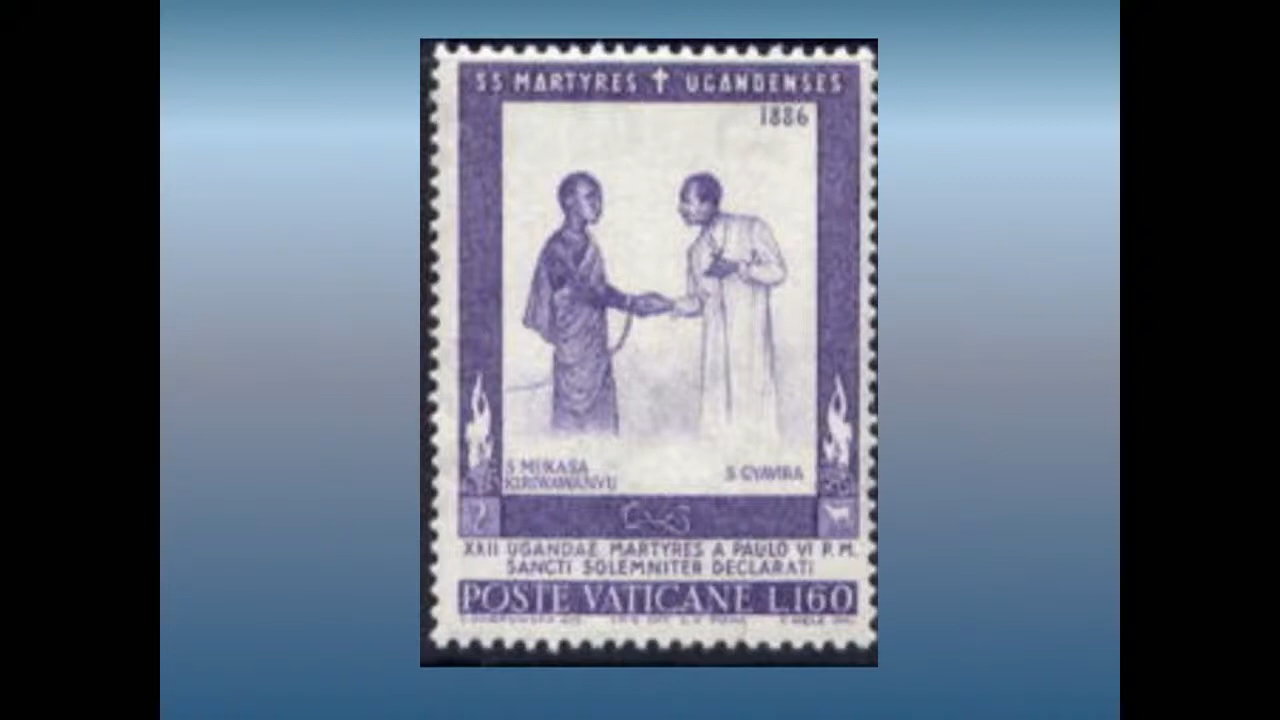 SS MARTYRES ✝ UGANDENSES
1886
S MUKASA
KIRIWAWANVU
S GYAVIRA
XXII UGANDAE MARTYRES A PAULO VI P. M.
SANCTI SOLEMNITER DECLARATI
POSTE VATICANE L.160